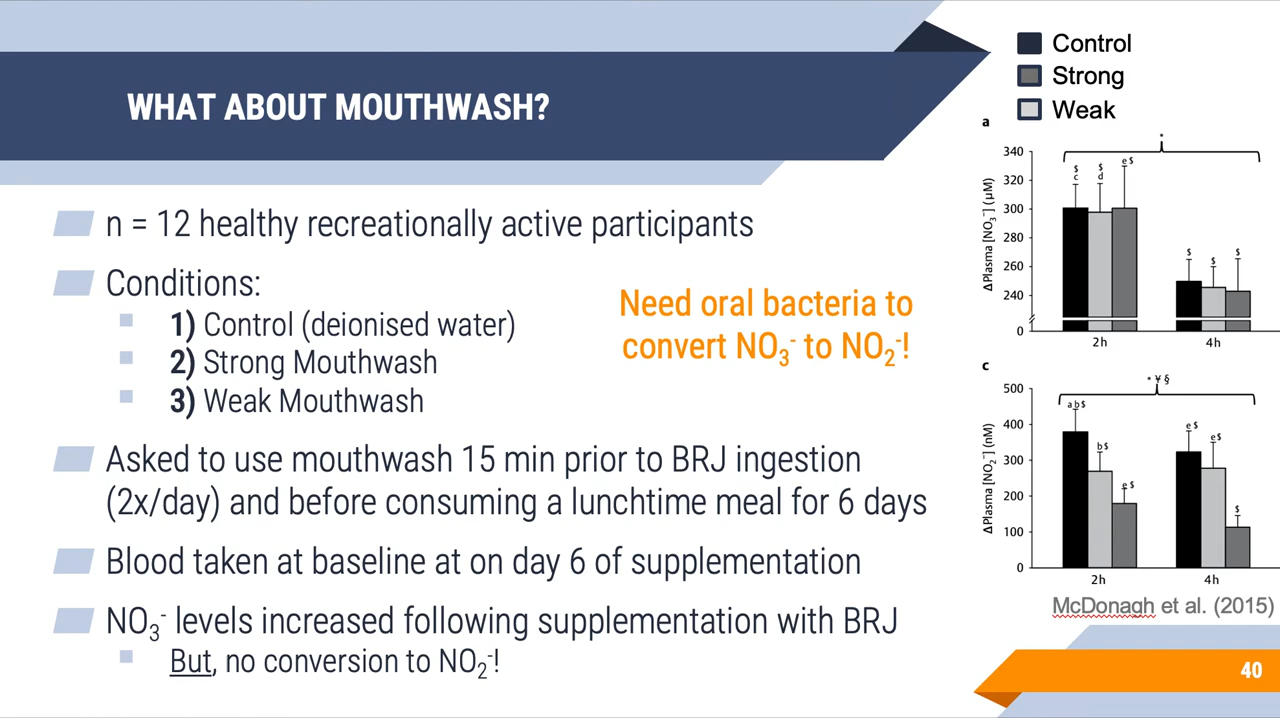 WHAT ABOUT MOUTHWASH?
n = 12 healthy recreationally active participants
Conditions:
1) Control (deionised water)
2) Strong Mouthwash
3) Weak Mouthwash
Need oral bacteria to
convert NO₃⁻ to NO₂⁻!
Asked to use mouthwash 15 min prior to BRJ ingestion
(2x/day) and before consuming a lunchtime meal for 6 days
Blood taken at baseline at on day 6 of supplementation
NO₃⁻ levels increased following supplementation with BRJ
But, no conversion to NO₂⁻!
Control
Strong
Weak
a
*
ΔPlasma [NO₃⁻] (µM)
340
320
300
280
260
240
0
$ $ e $
c d
$ $ $
2h 4h
c
* ¥ §
ΔPlasma [NO₂⁻] (nM)
500
400
300
200
100
0
a b $
b $
e $
e $
e $
$
2h 4h
McDonagh et al. (2015)
40